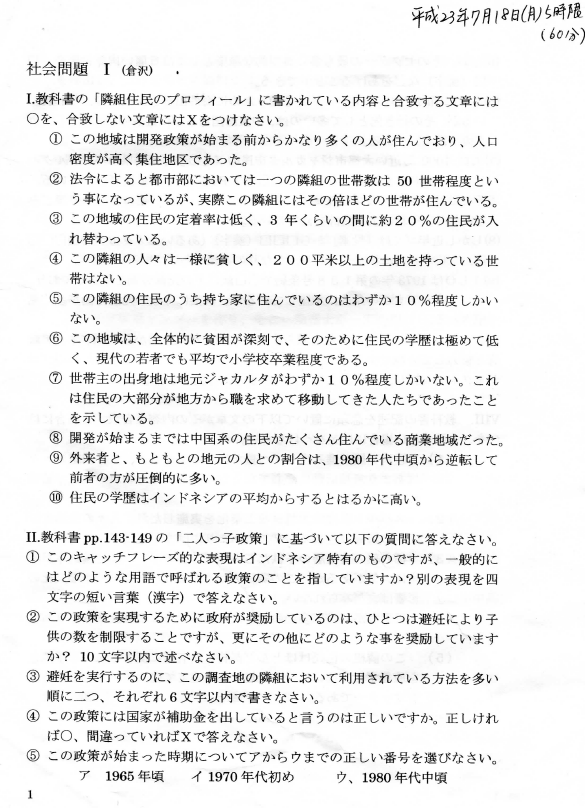 平成23年7月18日(月)5時限
(60分)
社会問題 Ⅰ (倉沢)
I.教科書の「隣組住民のプロフィール」に書かれている内容と合致する文章には
〇を、合致しない文章にはXをつけなさい。
① この地域は開発政策が始まる前からかなり多くの人が住んでおり、人口
密度が高く集住地区であった。
② 法令によると都市部においては一つの隣組の世帯数は 50 世帯程度とい
う事になっているが、実際この隣組にはその倍ほどの世帯が住んでいる。
③ この地域の住民の定着率は低く、3 年くらいの間に約20%の住民が入
れ替わっている。
④ この隣組の人々は一様に貧しく、200平米以上の土地を持っている世
帯はない。
⑤ この隣組の住民のうち持ち家に住んでいるのはわずか10%程度しかい
ない。
⑥ この地域は、全体的に貧困が深刻で、そのために住民の学歴は極めて低
く、現代の若者でも平均で小学校卒業程度である。
⑦ 世帯主の出身地は地元ジャカルタがわずか10%程度しかいない。これ
は住民の大部分が地方から職を求めて移動してきた人たちであったこと
を示している。
⑧ 開発が始まるまでは中国系の住民がたくさん住んでいる商業地域だった。
⑨ 外来者と、もともとの地元の人との割合は、1980 年代中頃から逆転して
前者の方が圧倒的に多い。
⑩ 住民の学歴はインドネシアの平均からするとはるかに高い。
II.教科書 pp.143-149 の「二人っ子政策」に基づいて以下の質問に答えなさい。
① このキャッチフレーズ的な表現はインドネシア特有のものですが、一般的に
はどのような用語で呼ばれる政策のことを指していますか?別の表現を四
文字の短い言葉(漢字)で答えなさい。
② この政策を実現するために政府が奨励しているのは、ひとつは避妊により子
供の数を制限することですが、更にその他にどのような事を奨励しています
か? 10 文字以内で述べなさい。
③ 避妊を実行するのに、この調査地の隣組において利用されている方法を多い
順に二つ、それぞれ 6 文字以内で書きなさい。
④ この政策には国家が補助金を出していると言うのは正しいですか。正しけれ
ば〇、間違っていればXで答えなさい。
⑤ この政策が始まった時期についてアからウまでの正しい番号を選びなさい。
ア 1965 年頃 イ 1970 年代初め ウ、1980 年代中頃
1